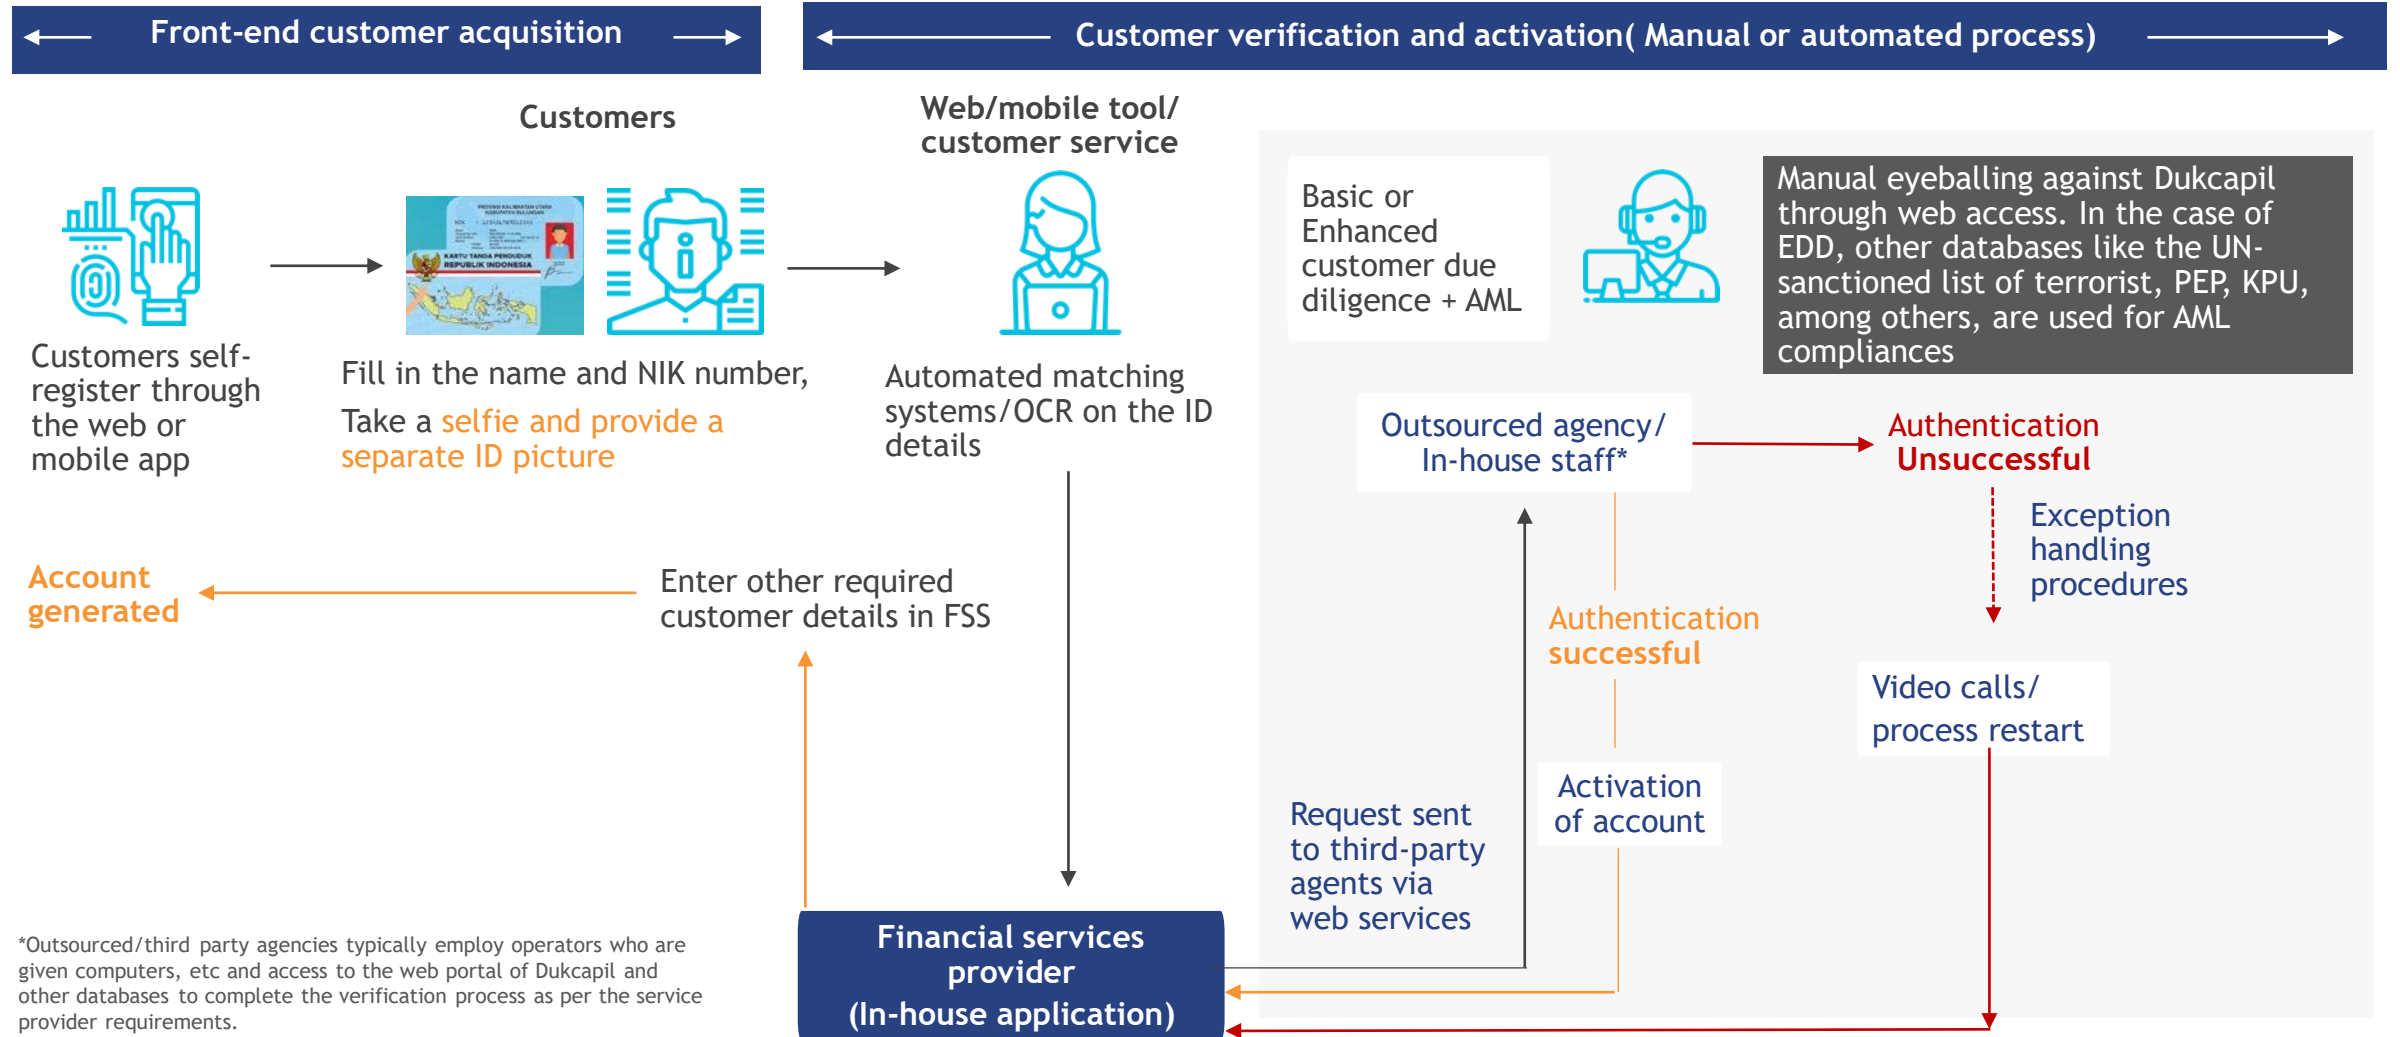 Front-end customer acquisition
Customer verification and activation( Manual or automated process)
Customers
Web/mobile tool/
customer service
KARTU TANDA PENDUDUK
REPUBLIK INDONESIA
Customers self-
register through
the web or
mobile app
Fill in the name and NIK number,
Take a selfie and provide a
separate ID picture
Automated matching
systems/OCR on the ID
details
Basic or
Enhanced
customer due
diligence + AML
Manual eyeballing against Dukcapil
through web access. In the case of
EDD, other databases like the UN-
sanctioned list of terrorist, PEP, KPU,
among others, are used for AML
compliances
Outsourced agency/
In-house staff*
Authentication
Unsuccessful
Exception
handling
procedures
Account
generated
Enter other required
customer details in FSS
Authentication
successful
Video calls/
process restart
Activation
of account
Request sent
to third-party
agents via
web services
Financial services
provider
(In-house application)
*Outsourced/third party agencies typically employ operators who are
given computers, etc and access to the web portal of Dukcapil and
other databases to complete the verification process as per the service
provider requirements.